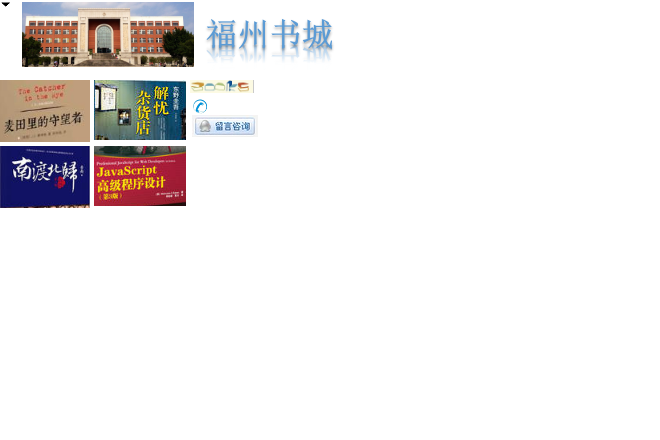 福州书城
The Catcher
in the rye
麦田里的守望者
东野圭吾
解忧
杂货店
留言咨询
南渡北归
Professional JavaScript for Web Developers
JavaScript
高级程序设计
（第3版）